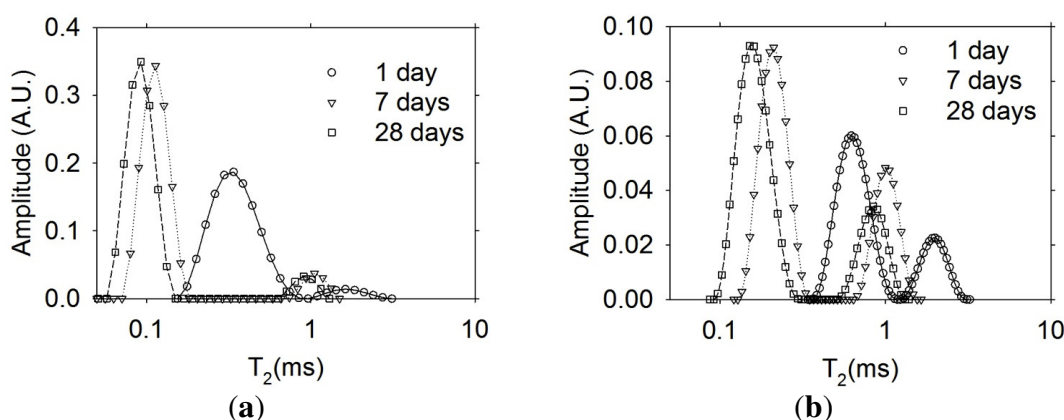 0.4
0.3
0.2
0.1
0.0
Amplitude (A.U.)
1 day
7 days
28 days
0.1
1
10
T2(ms)
(a)
0.10
0.08
0.06
0.04
0.02
0.00
Amplitude (A.U.)
1 day
7 days
28 days
0.1
1
10
T2(ms)
(b)